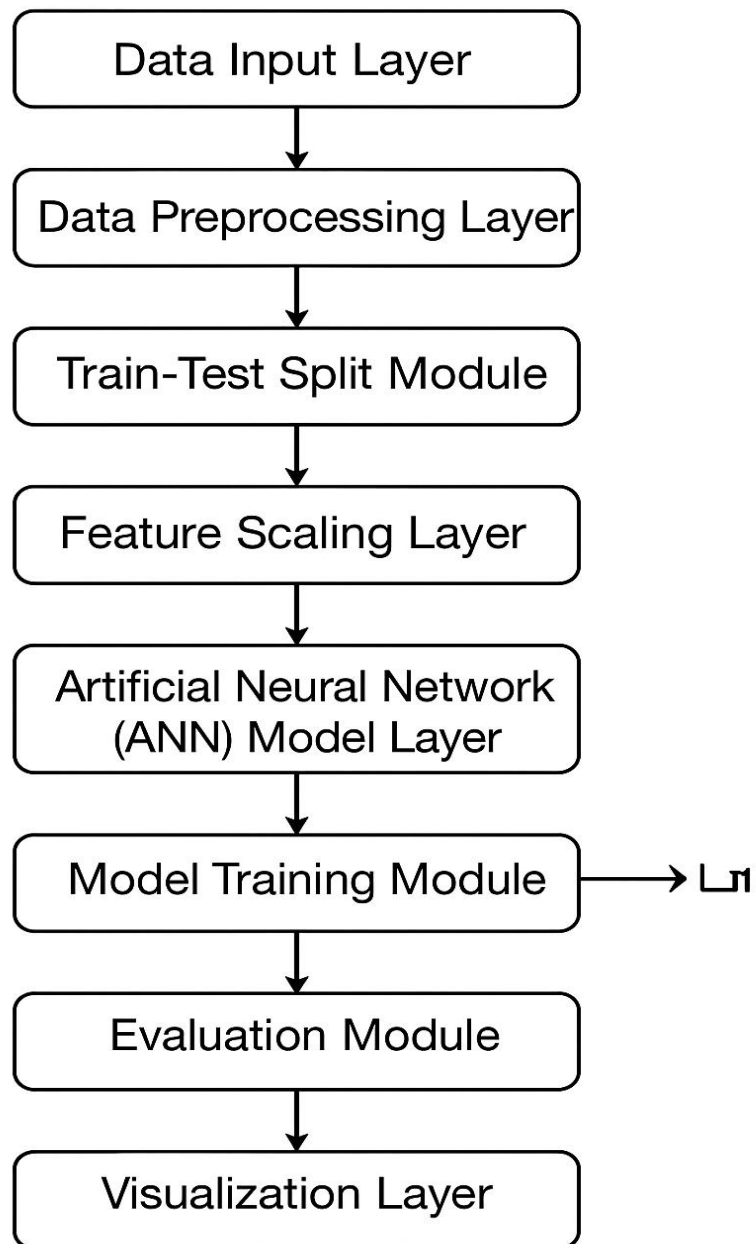 Data Input Layer
Data Preprocessing Layer
Train-Test Split Module
Feature Scaling Layer
Artificial Neural Network
(ANN) Model Layer
Model Training Module
Evaluation Module
Visualization Layer